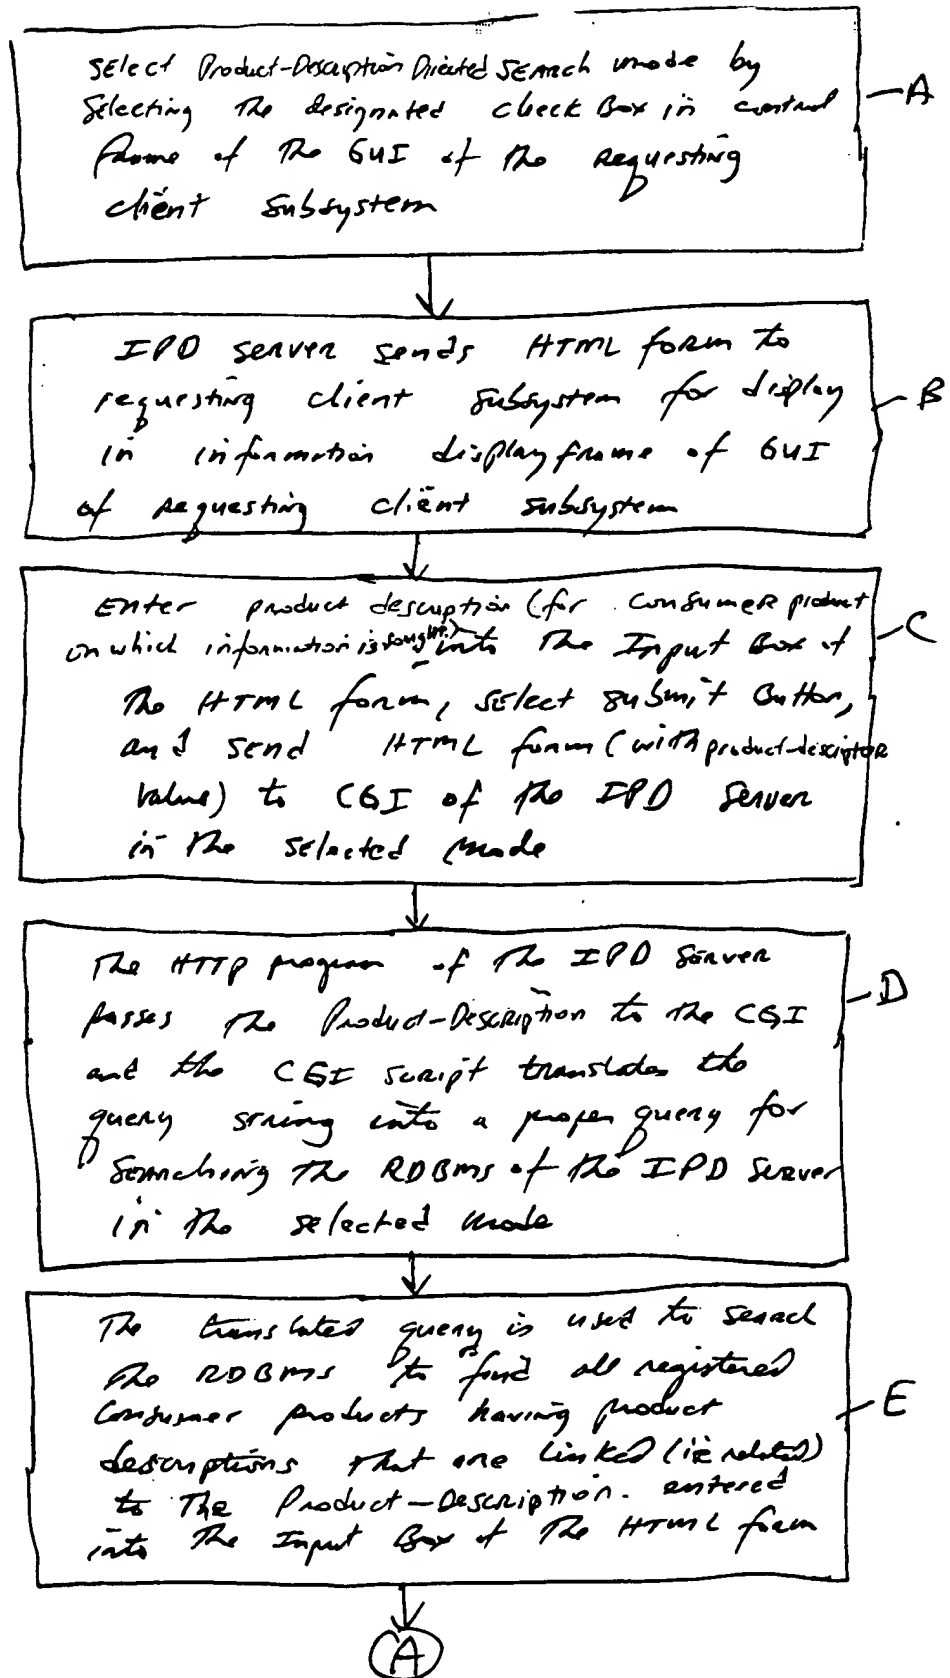 Select Product-Description Directed Search mode by
Selecting The designated check Box in control
frame of The GUI of the Requesting
client Subsystem
A
IPD Server sends HTML form to
requesting client Subsystem for display
in information display frame of GUI
of Requesting client subsystem
B
Enter product description (for consumer product
on which information is sought) into The Input Box of
The HTML form, select submit Button,
and send HTML form (with product-descriptor
value) to CGI of the IPD Server
in The Selected mode
C
The HTTP program of The IPD Server
passes The Product-Description to the CGI
and the CGI script translates the
query string into a proper query for
Searching The RDBMS of the IPD Server
in The selected mode
D
The translated query is used to search
The RDBMS to find all registered
Consumer products having product
descriptions that are linked (ie related)
to The Product-Description. entered
into The Input Box of The HTML form
E
A